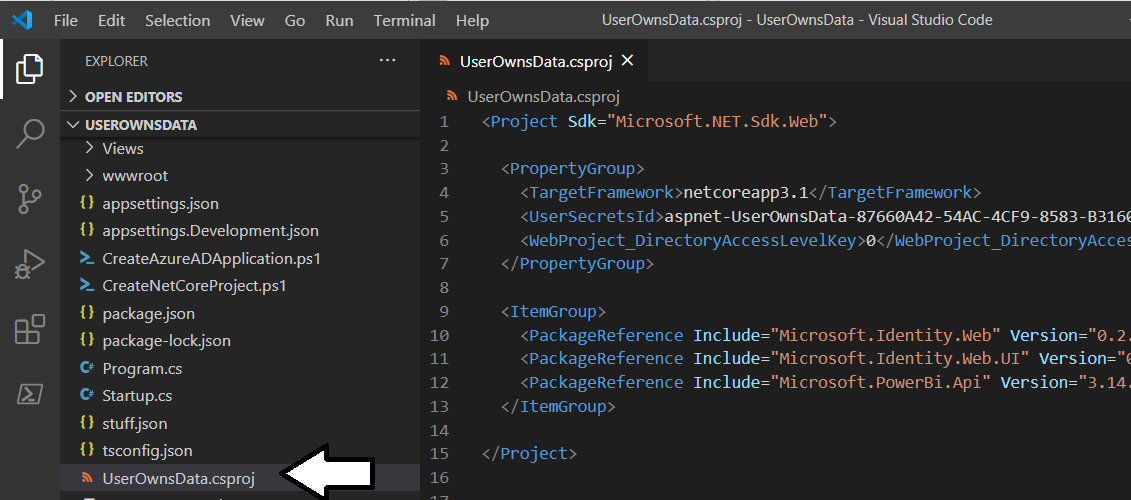 File Edit Selection View Go Run Terminal Help UserOwnsData.csproj - UserOwnsData - Visual Studio Code
EXPLORER ...
OPEN EDITORS
USEROWNSDATA
Views
wwwroot
{} appsettings.json
{} appsettings.Development.json
CreateAzureADApplication.ps1
CreateNetCoreProject.ps1
{} package.json
{} package-lock.json
C# Program.cs
C# Startup.cs
{} stuff.json
{} tsconfig.json
UserOwnsData.csproj
UserOwnsData.csproj ×
UserOwnsData.csproj
1 <Project Sdk="Microsoft.NET.Sdk.Web">
2
3 <PropertyGroup>
4 <TargetFramework>netcoreapp3.1</TargetFramework>
5 <UserSecretsId>aspnet-UserOwnsData-87660A42-54AC-4CF9-8583-B3160
6 <WebProject_DirectoryAccessLevelKey>0</WebProject_DirectoryAcces
7 </PropertyGroup>
8
9 <ItemGroup>
10 <PackageReference Include="Microsoft.Identity.Web" Version="0.2.
11 <PackageReference Include="Microsoft.Identity.Web.UI" Version="0
12 <PackageReference Include="Microsoft.PowerBi.Api" Version="3.14.
13 </ItemGroup>
14
15 </Project>
16